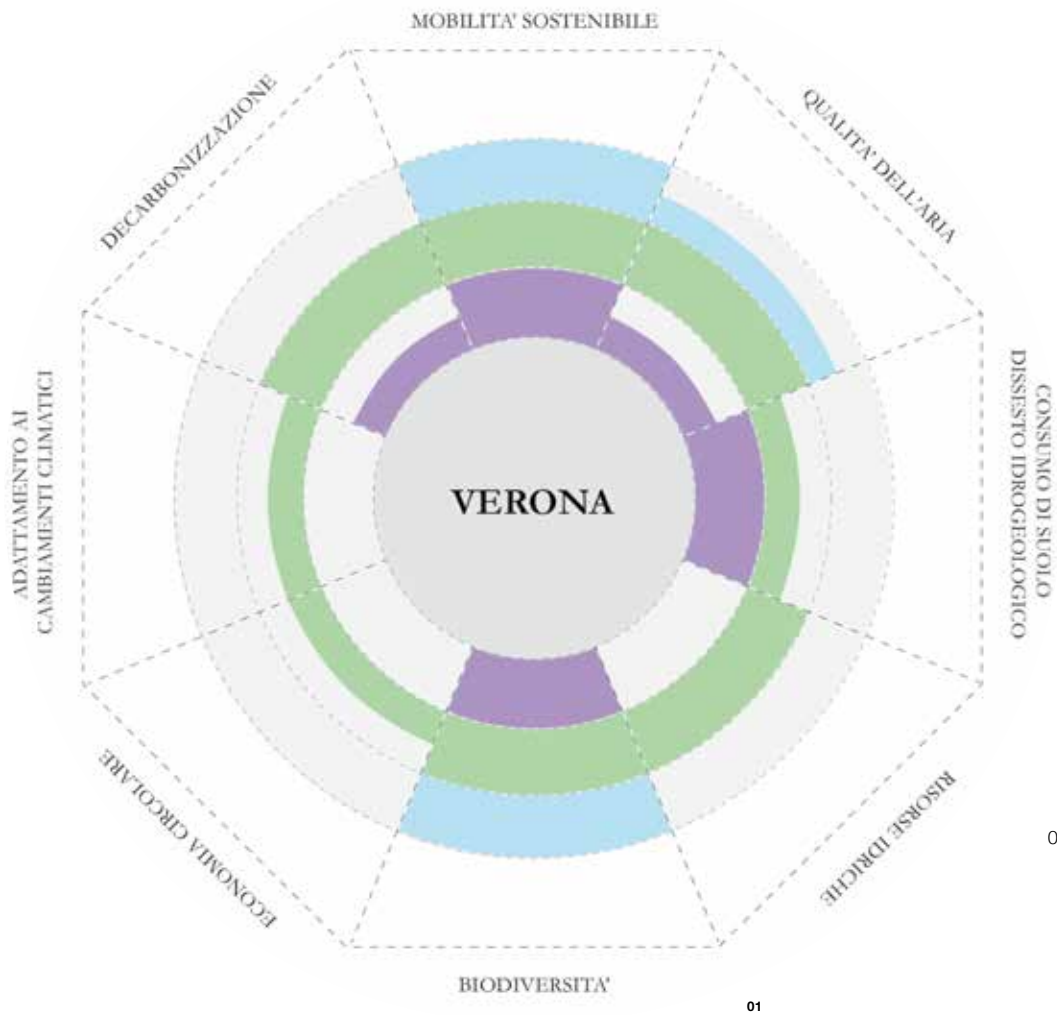 MOBILITA' SOSTENIBILE
DECARBONIZZAZIONE
QUALITA' DELL'ARIA
ADATTAMENTO AI
CAMBIAMENTI CLIMATICI
VERONA
CONSUMO DI SUOLO
DISSESTO IDROGEOLOGICO
ECONOMIA CIRCOLARE
RISORSE IDRICHE
0
BIODIVERSITA'
01